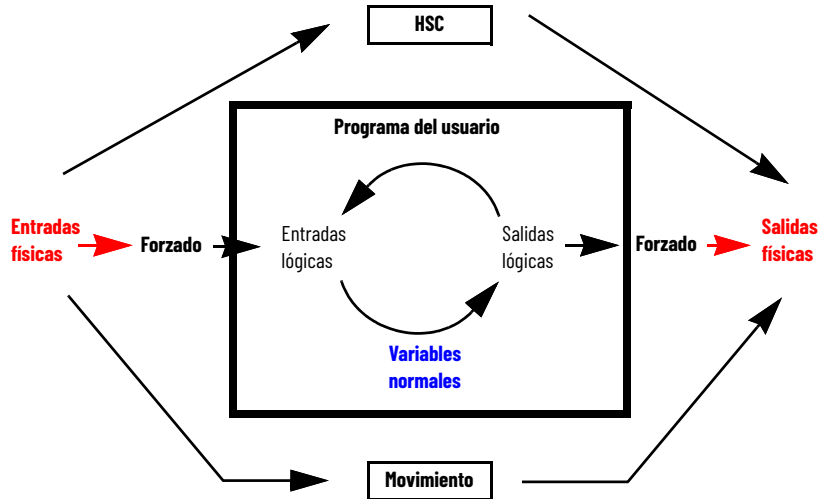 HSC
Programa del usuario
Entradas
físicas
Forzado
Entradas
lógicas
Salidas
lógicas
Forzado
Salidas
físicas
Variables
normales
Movimiento